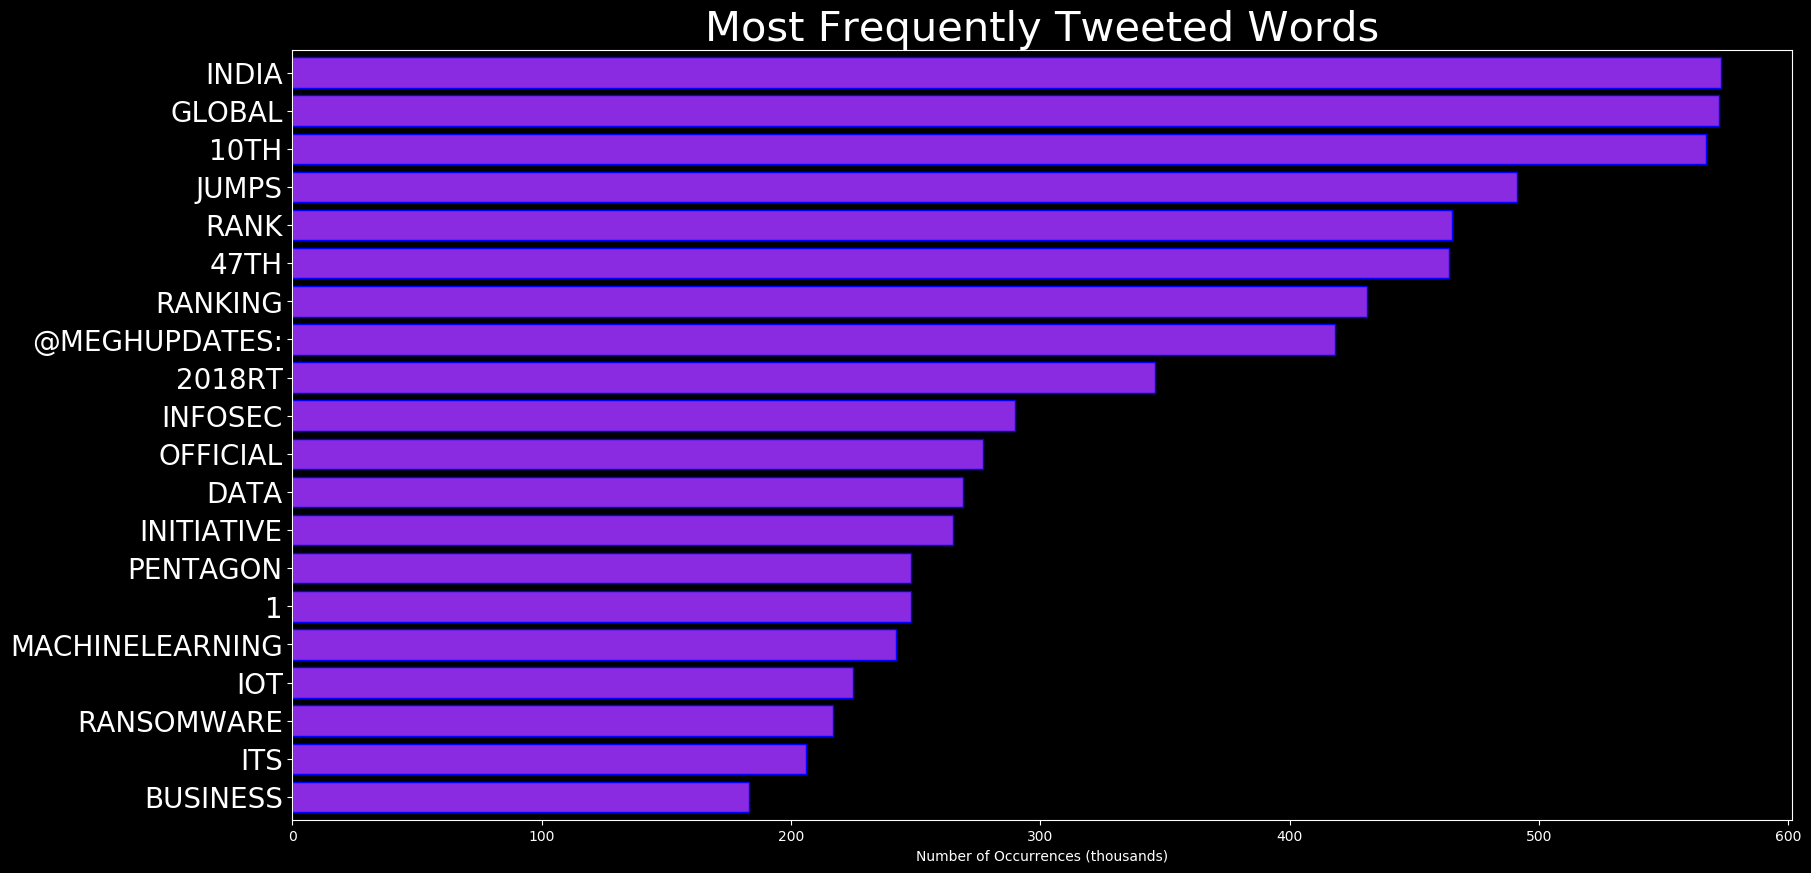 Most Frequently Tweeted Words
INDIA
GLOBAL
10TH
JUMPS
RANK
47TH
RANKING
@MEGHUPDATES:
2018RT
INFOSEC
OFFICIAL
DATA
INITIATIVE
PENTAGON
1
MACHINELEARNING
IOT
RANSOMWARE
ITS
BUSINESS
0 100 200 300 400 500 600
Number of Occurrences (thousands)